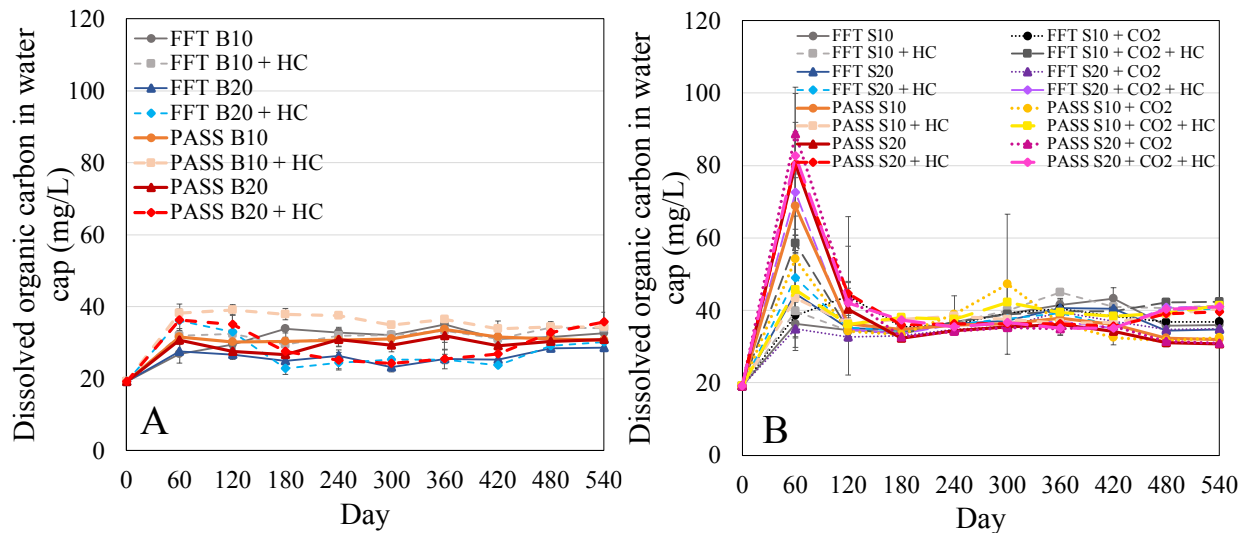 Dissolved organic carbon in water
cap (mg/L)
120
100
80
60
40
20
0
FFT B10
FFT B10 + HC
FFT B20
FFT B20 + HC
PASS B10
PASS B10 + HC
PASS B20
PASS B20 + HC
A
0 60 120 180 240 300 360 420 480 540
Day
Dissolved organic carbon in water
cap (mg/L)
120
100
80
60
40
20
0
FFT S10 FFT S10 + CO2
FFT S10 + HC FFT S10 + CO2 + HC
FFT S20 FFT S20 + CO2
FFT S20 + HC FFT S20 + CO2 + HC
PASS S10 PASS S10 + CO2
PASS S10 + HC PASS S10 + CO2 + HC
PASS S20 PASS S20 + CO2
PASS S20 + HC PASS S20 + CO2 + HC
B
0 60 120 180 240 300 360 420 480 540
Day